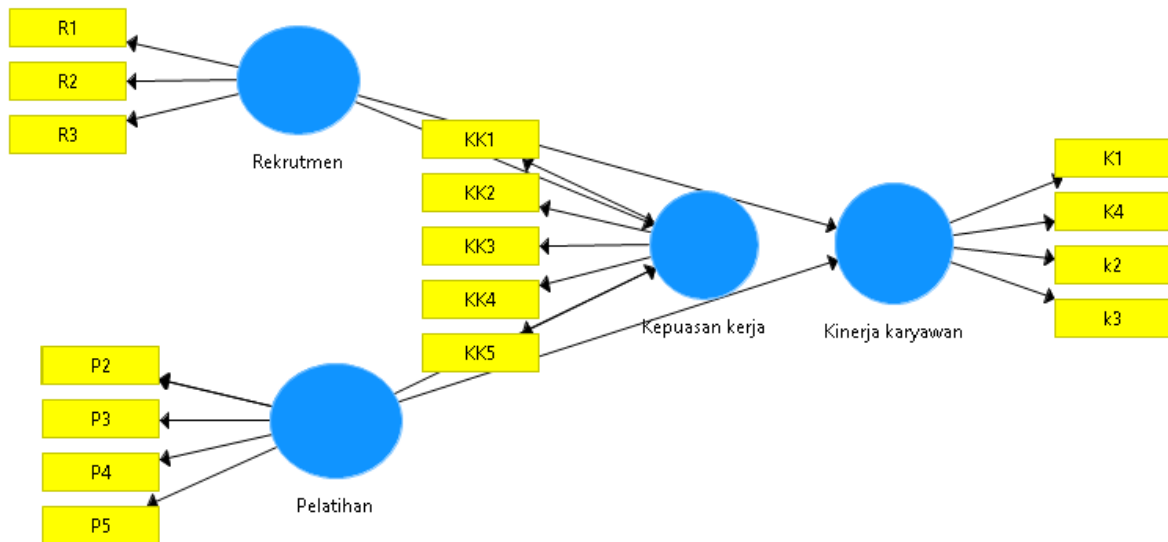 R1
R2
R3
Rekrutmen
KK1
KK2
KK3
KK4
KK5
Kepuasan kerja
Kinerja karyawan
K1
K4
k2
k3
P2
P3
P4
P5
Pelatihan